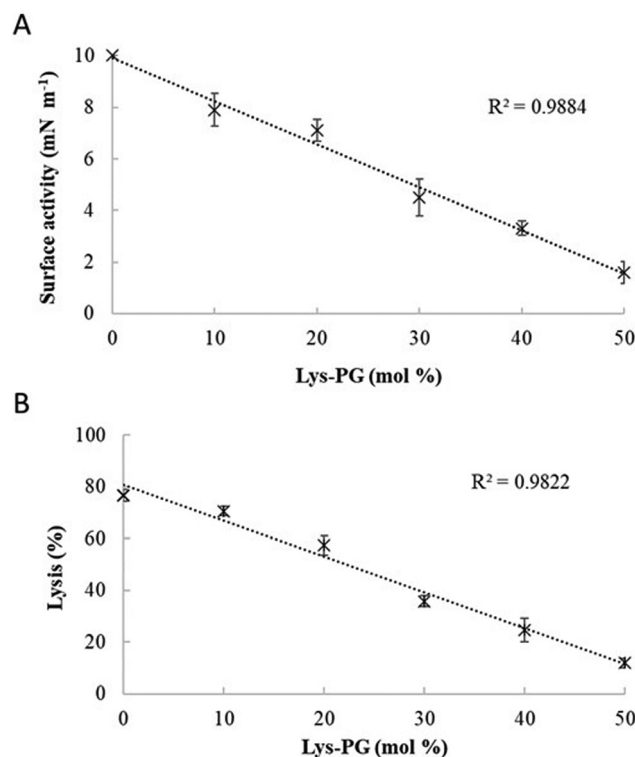 A
Surface activity (mN m⁻¹)
10
8
6
4
2
0
R² = 0.9884
0 10 20 30 40 50
Lys-PG (mol %)
B
Lysis (%)
100
80
60
40
20
0
R² = 0.9822
0 10 20 30 40 50
Lys-PG (mol %)